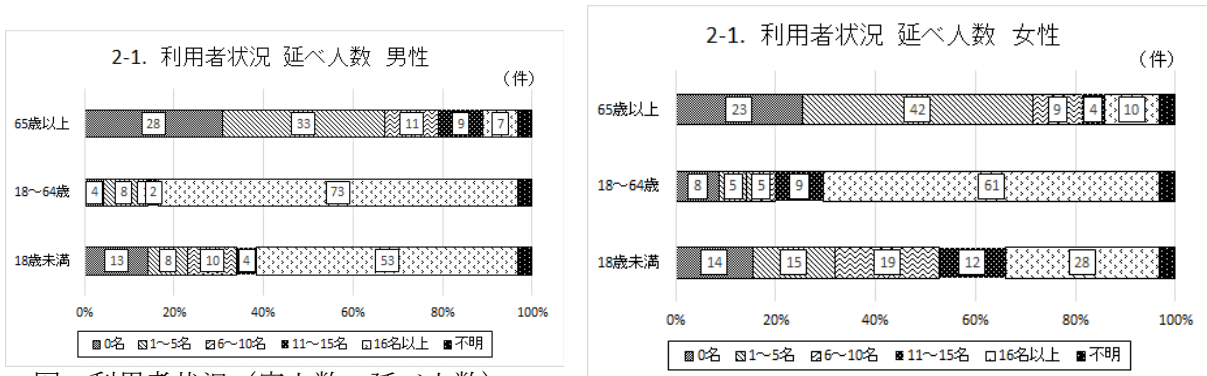 2-1. 利用者状況 延べ人数 男性
(件)
65歳以上 28 33 11 9 7
18～64歳 4 8 2 73
18歳未満 13 8 10 4 53
0% 20% 40% 60% 80% 100%
0名 1～5名 6～10名 11～15名 16名以上 不明
2-1. 利用者状況 延べ人数 女性
(件)
65歳以上 23 42 9 4 10
18～64歳 8 5 5 9 61
18歳未満 14 15 19 12 28
0% 20% 40% 60% 80% 100%
0名 1～5名 6～10名 11～15名 16名以上 不明